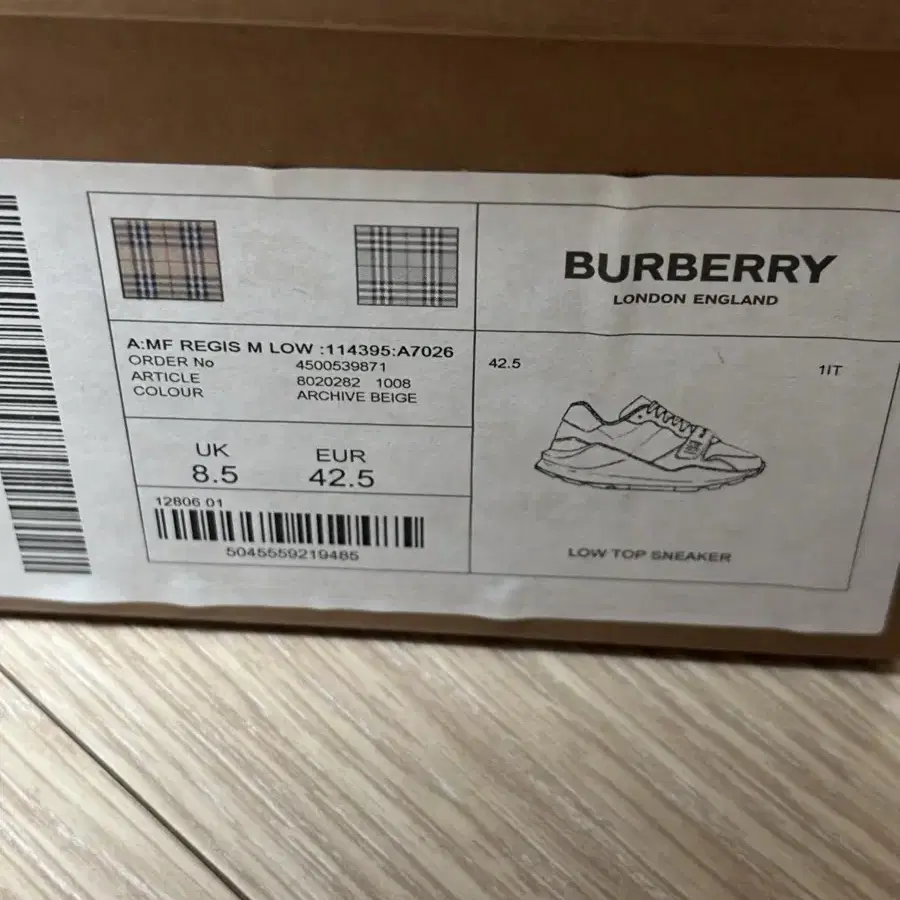 A:MF REGIS M LOW :114395:A7026
ORDER No 4500539871
ARTICLE 8020282 1008
COLOUR ARCHIVE BEIGE
UK EUR
8.5 42.5
12806 01
5045559219485
BURBERRY
LONDON ENGLAND
42.5 1IT
LOW TOP SNEAKER